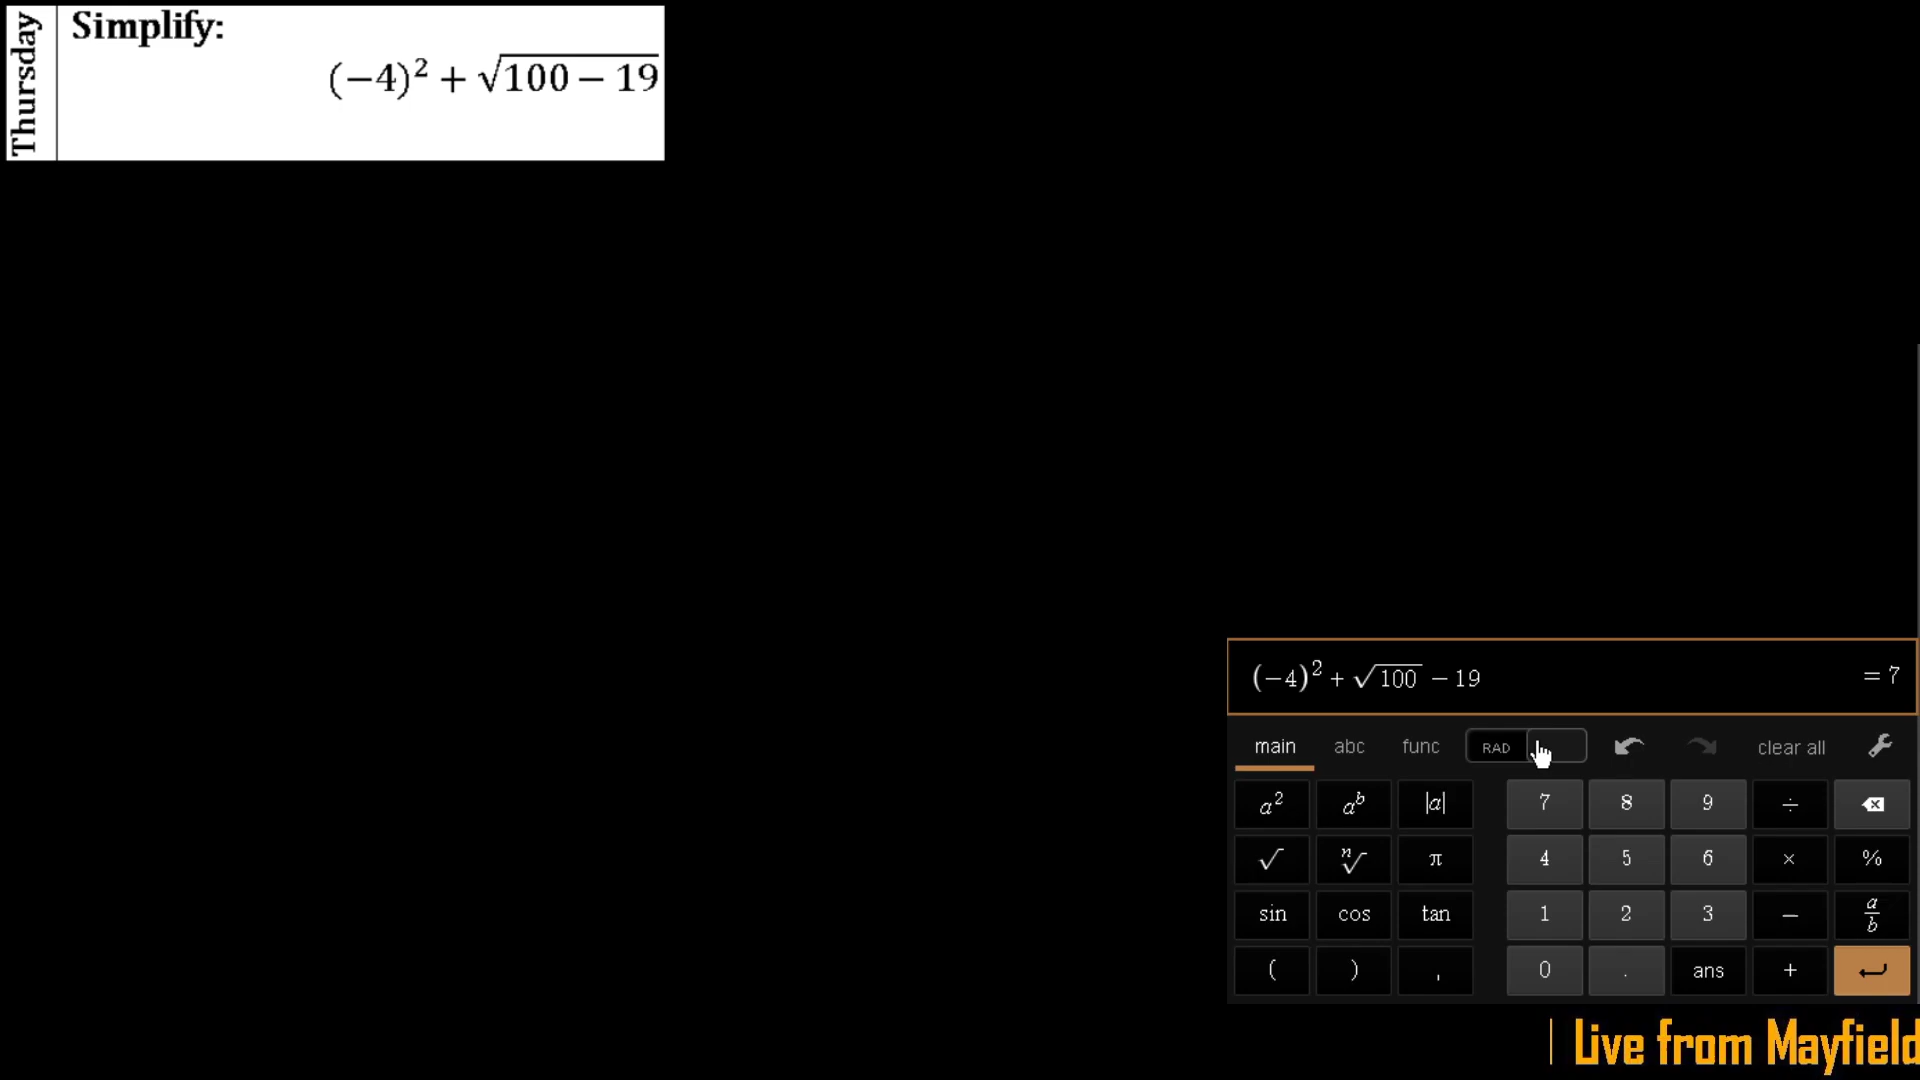 Thursday
Simplify:
(−4)² + √(100 − 19)
(−4)² + √100 − 19 = 7
main abc func RAD clear all
a² aᵇ |a| 7 8 9 ÷
√ ⁿ√ π 4 5 6 × %
sin cos tan 1 2 3 − a/b
( ) , 0 . ans +
Live from Mayfield